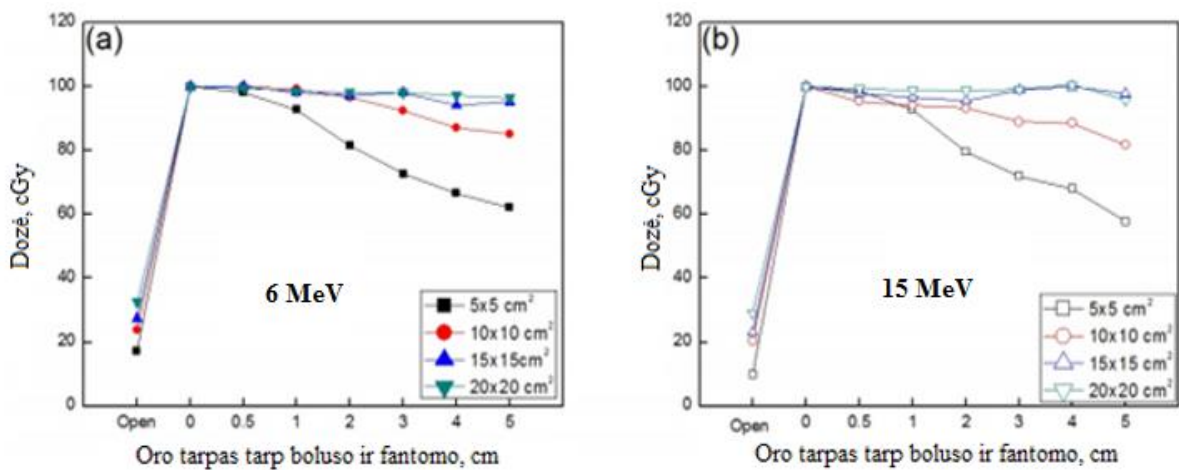 (a)
120
100
80
60
40
20
0
Dozė, cGy
6 MeV
5x5 cm²
10x10 cm²
15x15cm²
20x20 cm²
Open 0 0.5 1 2 3 4 5
Oro tarpas tarp boluso ir fantomo, cm
(b)
120
100
80
60
40
20
0
Dozė, cGy
15 MeV
5x5 cm²
10x10 cm²
15x15 cm²
20x20 cm²
Open 0 0.5 1 2 3 4 5
Oro tarpas tarp boluso ir fantomo, cm